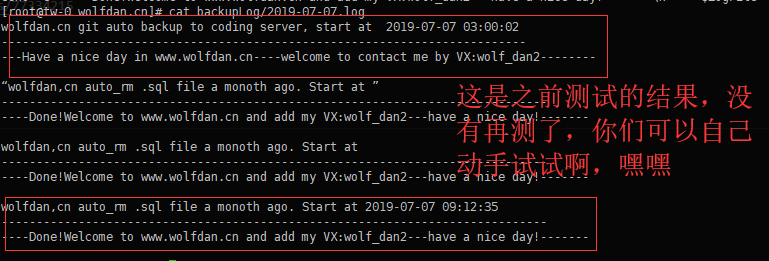 [root@tw-0 wolfdan.cn]# cat backupLog/2019-07-07.log
wolfdan.cn git auto backup to coding server, start at  2019-07-07 03:00:02
--------------------------------------------------------------------
---Have a nice day in www.wolfdan.cn----welcome to contact me by VX:wolf_dan2--------
“wolfdan,cn auto_rm .sql file a monoth ago. Start at ”
-----------------------------------------------------------------------
----Done!Welcome to www.wolfdan.cn and add my VX:wolf_dan2---have a nice day!-------
wolfdan,cn auto_rm .sql file a monoth ago. Start at
-----------------------------------------------------------------------
----Done!Welcome to www.wolfdan.cn and add my VX:wolf_dan2---have a nice day!-------
wolfdan,cn auto_rm .sql file a monoth ago. Start at 2019-07-07 09:12:35
-----------------------------------------------------------------------
----Done!Welcome to www.wolfdan.cn and add my VX:wolf_dan2---have a nice day!-------
这是之前测试的结果，没
有再测了，你们可以自己
动手试试啊，嘿嘿